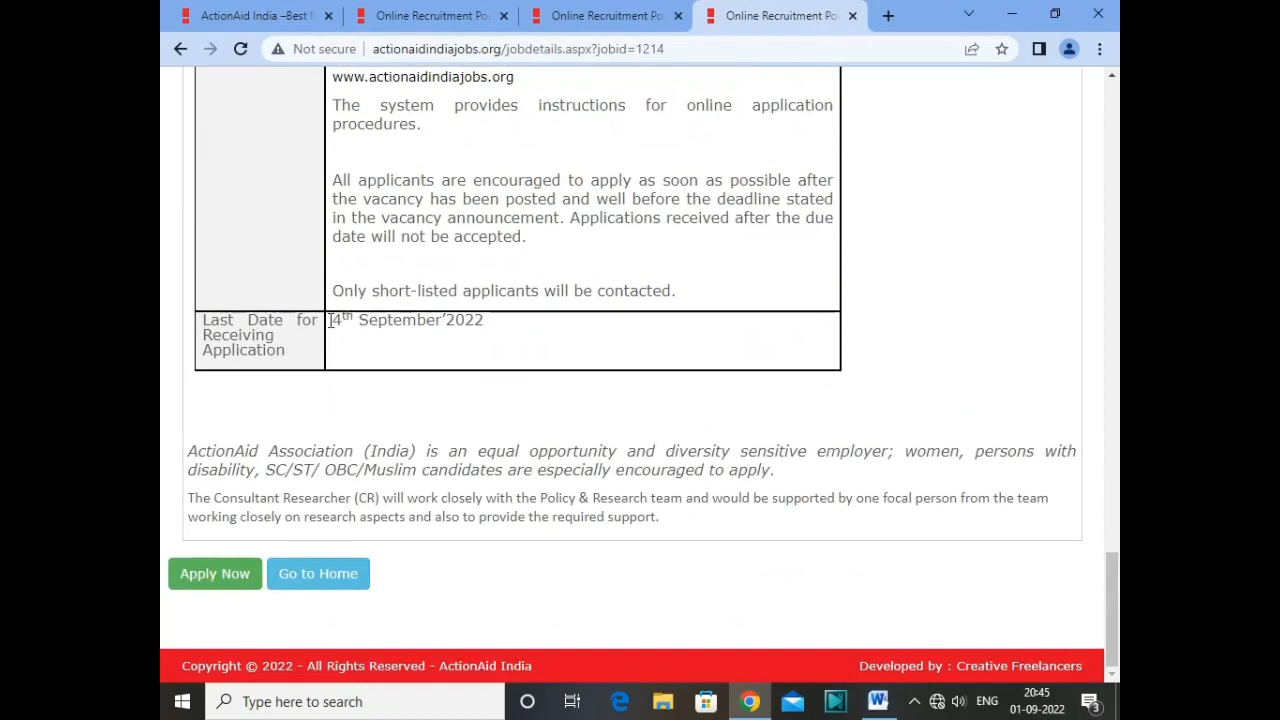 ActionAid India –Best N
Online Recruitment Po
Online Recruitment Po
Online Recruitment Po
Not secure
actionaidindiajobs.org/jobdetails.aspx?jobid=1214
www.actionaidindiajobs.org
The system provides instructions for online application
procedures.
All applicants are encouraged to apply as soon as possible after
the vacancy has been posted and well before the deadline stated
in the vacancy announcement. Applications received after the due
date will not be accepted.
Only short-listed applicants will be contacted.
Last Date for
Receiving
Application
4th September’2022
ActionAid Association (India) is an equal opportunity and diversity sensitive employer; women, persons with
disability, SC/ST/ OBC/Muslim candidates are especially encouraged to apply.
The Consultant Researcher (CR) will work closely with the Policy & Research team and would be supported by one focal person from the team
working closely on research aspects and also to provide the required support.
Apply Now
Go to Home
Copyright © 2022 - All Rights Reserved - ActionAid India
Developed by : Creative Freelancers
Type here to search
ENG
20:45
01-09-2022
3